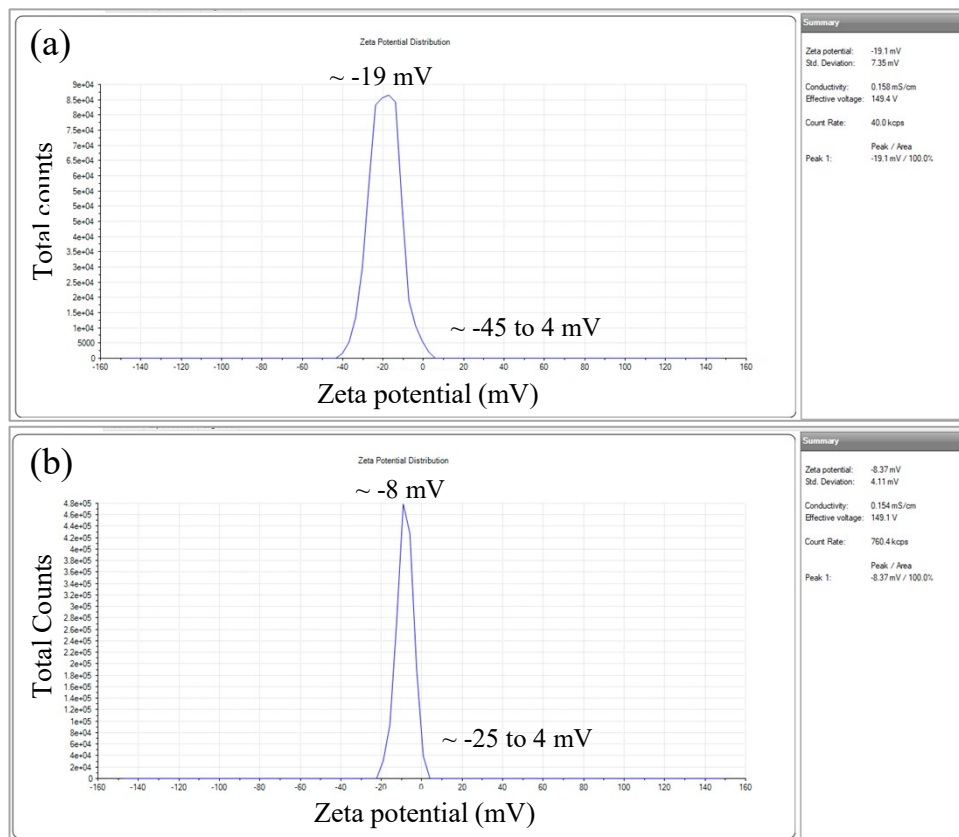 (a)
Zeta Potential Distribution
~ -19 mV
Total counts
9e+04
8.5e+04
8e+04
7.5e+04
7e+04
6.5e+04
6e+04
5.5e+04
5e+04
4.5e+04
4e+04
3.5e+04
3e+04
2.5e+04
2e+04
1.5e+04
1e+04
5000
0
~ -45 to 4 mV
-160 -140 -120 -100 -80 -60 -40 -20 0 20 40 60 80 100 120 140 160
Zeta potential (mV)
Summary
Zeta potential: -19.1 mV
Std. Deviation: 7.35 mV
Conductivity: 0.158 mS/cm
Effective voltage: 149.4 V
Count Rate: 40.0 kcps
Peak / Area
Peak 1: -19.1 mV / 100.0%
(b)
Zeta Potential Distribution
~ -8 mV
Total Counts
4.8e+05
4.6e+05
4.4e+05
4.2e+05
4e+05
3.8e+05
3.6e+05
3.4e+05
3.2e+05
3e+05
2.8e+05
2.6e+05
2.4e+05
2.2e+05
2e+05
1.8e+05
1.6e+05
1.4e+05
1.2e+05
1e+05
8e+04
6e+04
4e+04
2e+04
0
~ -25 to 4 mV
-160 -140 -120 -100 -80 -60 -40 -20 0 20 40 60 80 100 120 140 160
Zeta potential (mV)
Summary
Zeta potential: -8.37 mV
Std. Deviation: 4.11 mV
Conductivity: 0.154 mS/cm
Effective voltage: 149.1 V
Count Rate: 760.4 kcps
Peak / Area
Peak 1: -8.37 mV / 100.0%